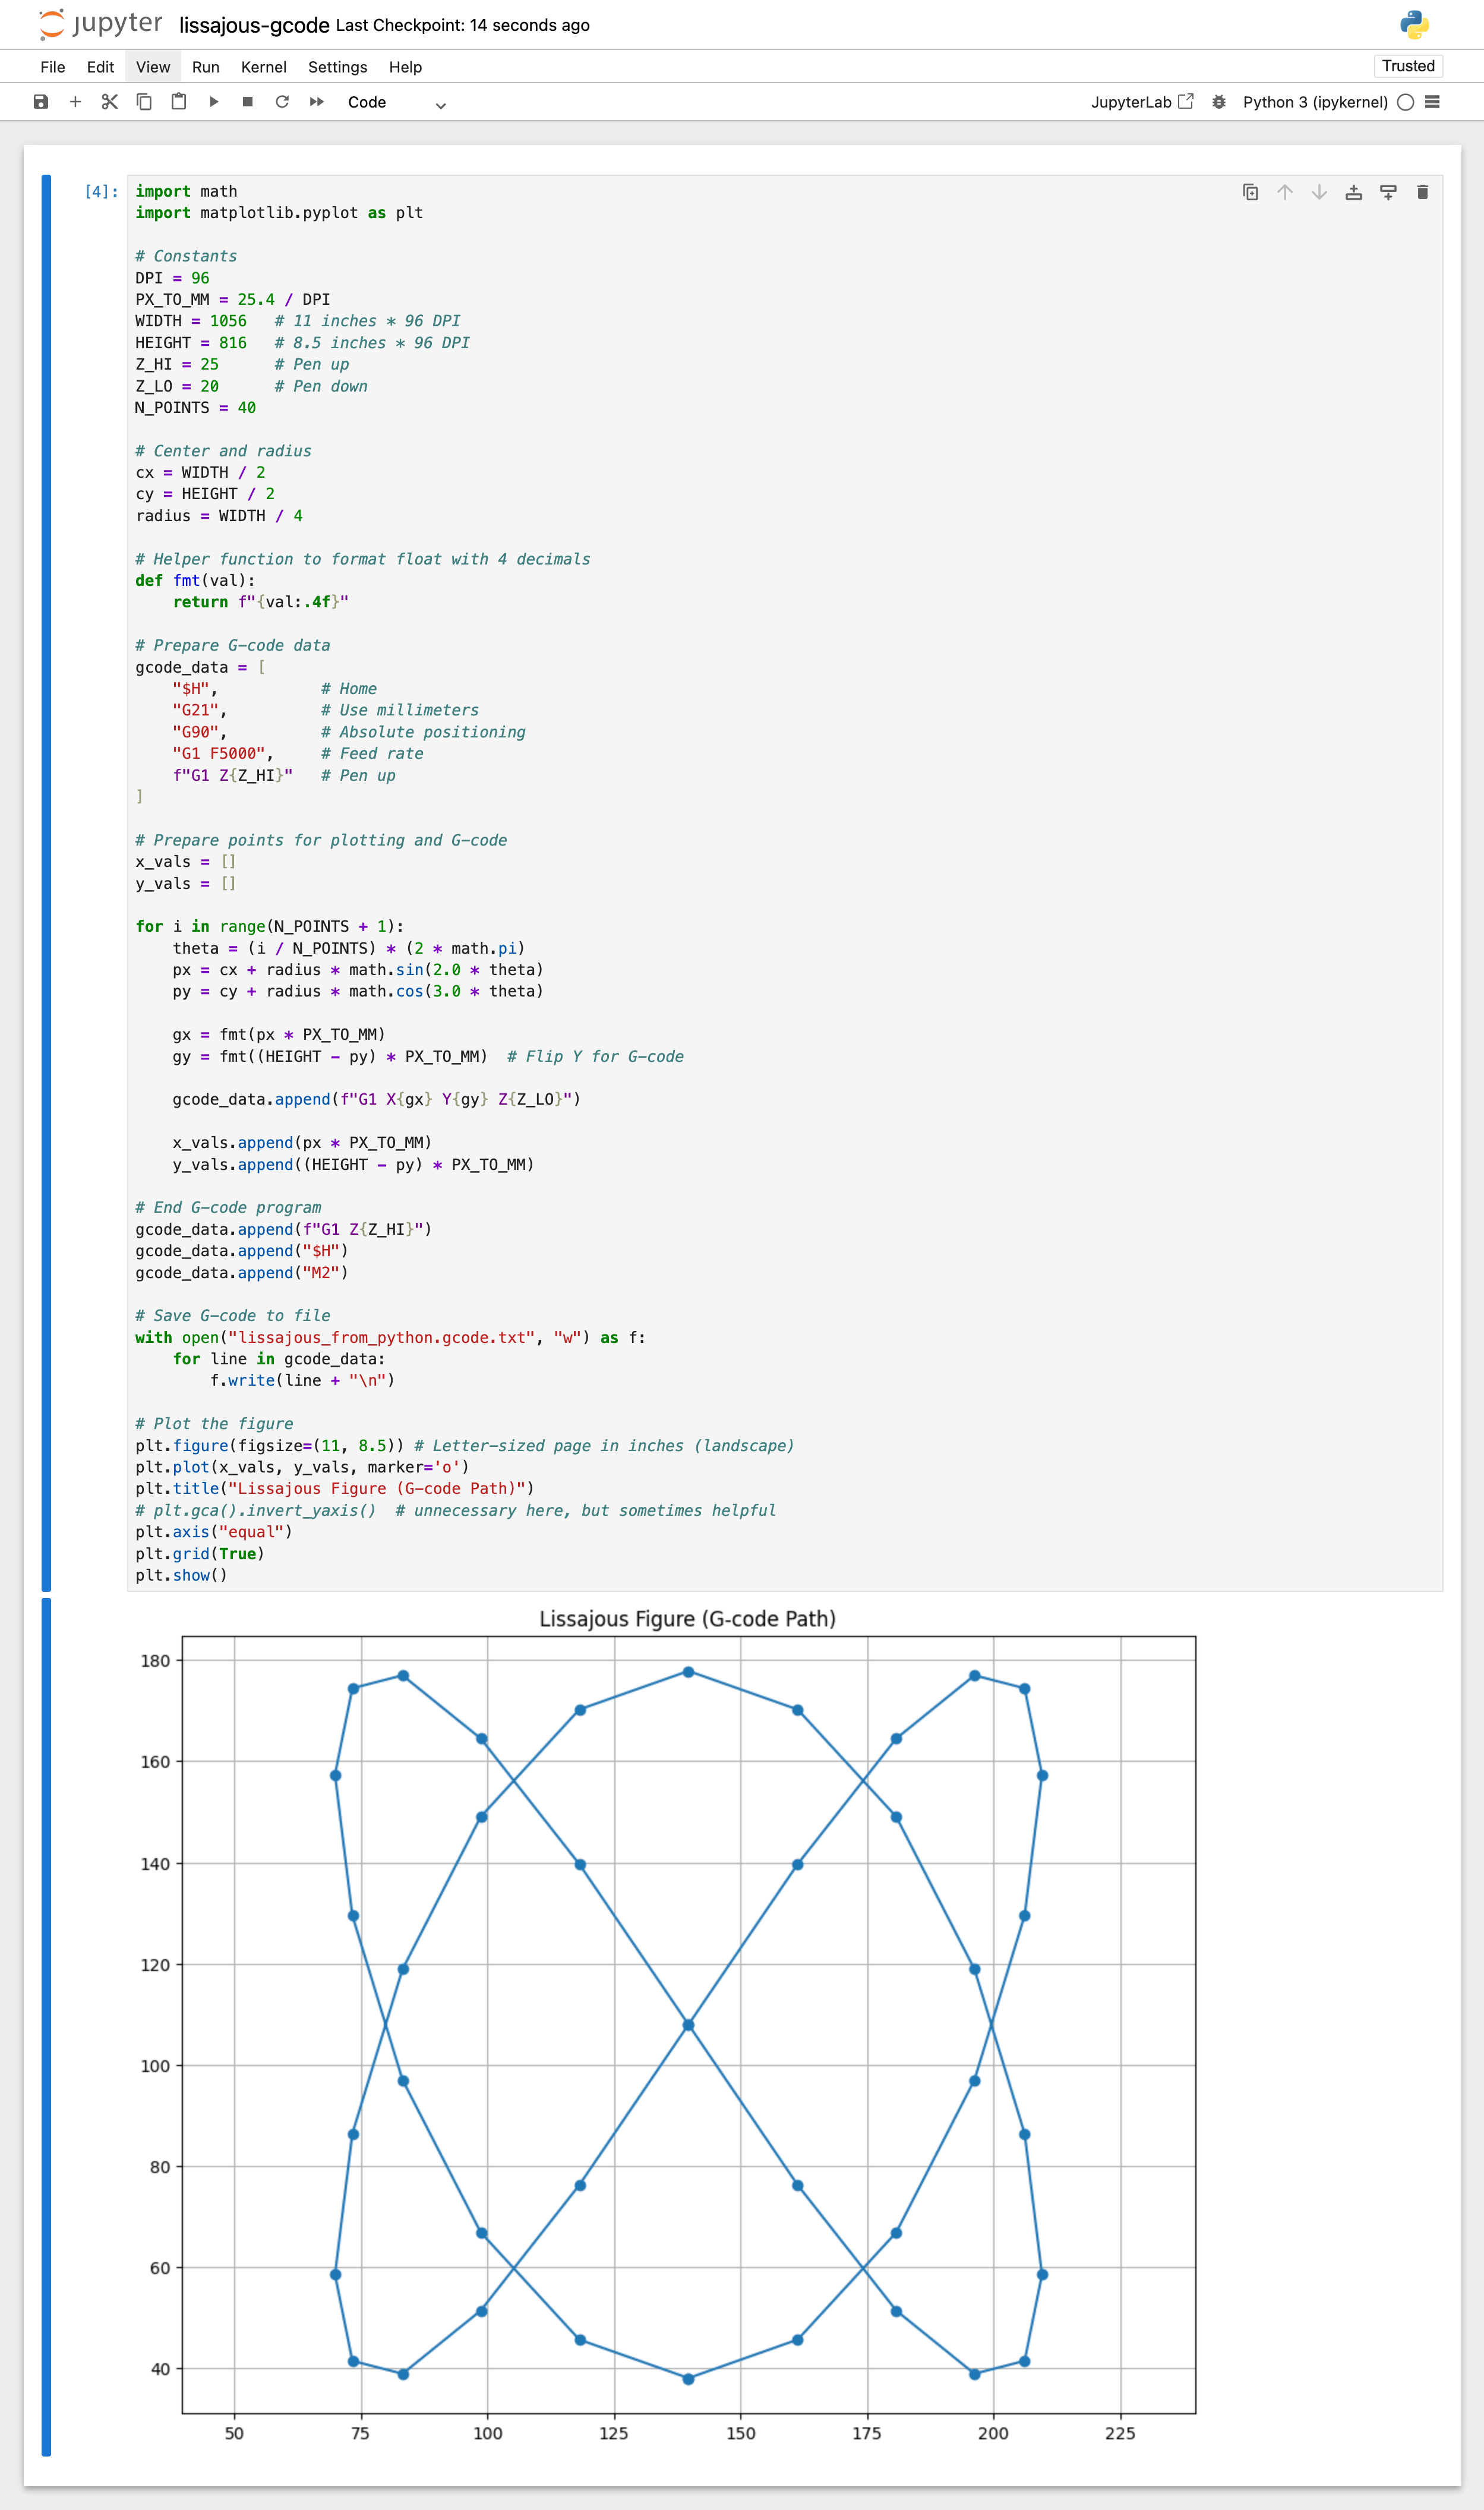 jupyter lissajous-gcode Last Checkpoint: 14 seconds ago
File Edit View Run Kernel Settings Help Trusted
Code JupyterLab Python 3 (ipykernel)
[4]:
import math
import matplotlib.pyplot as plt

# Constants
DPI = 96
PX_TO_MM = 25.4 / DPI
WIDTH = 1056   # 11 inches * 96 DPI
HEIGHT = 816   # 8.5 inches * 96 DPI
Z_HI = 25      # Pen up
Z_LO = 20      # Pen down
N_POINTS = 40

# Center and radius
cx = WIDTH / 2
cy = HEIGHT / 2
radius = WIDTH / 4

# Helper function to format float with 4 decimals
def fmt(val):
    return f"{val:.4f}"

# Prepare G-code data
gcode_data = [
    "$H",           # Home
    "G21",          # Use millimeters
    "G90",          # Absolute positioning
    "G1 F5000",     # Feed rate
    f"G1 Z{Z_HI}"   # Pen up
]

# Prepare points for plotting and G-code
x_vals = []
y_vals = []

for i in range(N_POINTS + 1):
    theta = (i / N_POINTS) * (2 * math.pi)
    px = cx + radius * math.sin(2.0 * theta)
    py = cy + radius * math.cos(3.0 * theta)

    gx = fmt(px * PX_TO_MM)
    gy = fmt((HEIGHT - py) * PX_TO_MM)  # Flip Y for G-code

    gcode_data.append(f"G1 X{gx} Y{gy} Z{Z_LO}")

    x_vals.append(px * PX_TO_MM)
    y_vals.append((HEIGHT - py) * PX_TO_MM)

# End G-code program
gcode_data.append(f"G1 Z{Z_HI}")
gcode_data.append("$H")
gcode_data.append("M2")

# Save G-code to file
with open("lissajous_from_python.gcode.txt", "w") as f:
    for line in gcode_data:
        f.write(line + "\n")

# Plot the figure
plt.figure(figsize=(11, 8.5)) # Letter-sized page in inches (landscape)
plt.plot(x_vals, y_vals, marker='o')
plt.title("Lissajous Figure (G-code Path)")
# plt.gca().invert_yaxis()  # unnecessary here, but sometimes helpful
plt.axis("equal")
plt.grid(True)
plt.show()
Lissajous Figure (G-code Path)
180
160
140
120
100
80
60
40
50 75 100 125 150 175 200 225